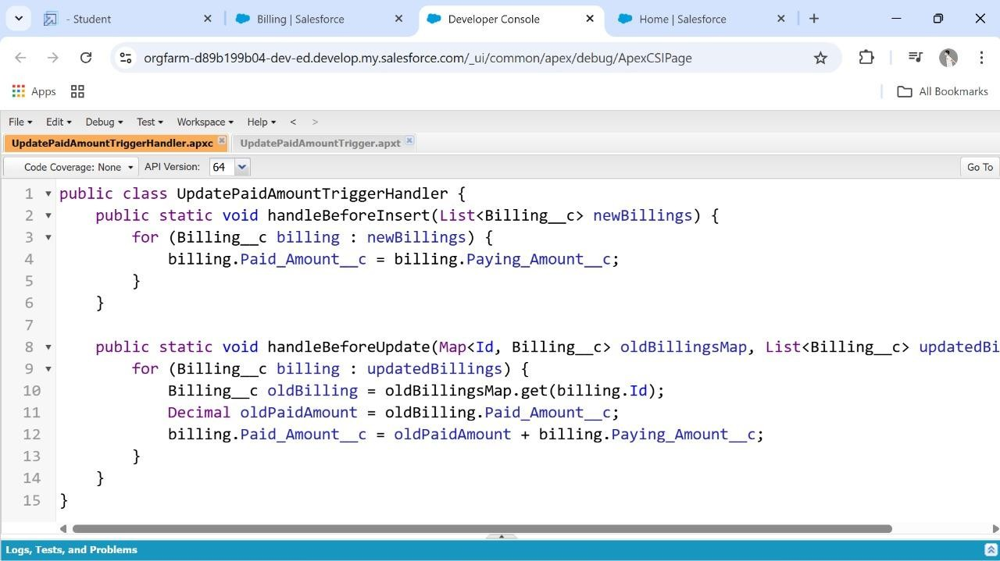 - Student
Billing | Salesforce
Developer Console
Home | Salesforce
orgfarm-d89b199b04-dev-ed.develop.my.salesforce.com/_ui/common/apex/debug/ApexCSIPage
Apps
All Bookmarks
File Edit Debug Test Workspace Help < >
UpdatePaidAmountTriggerHandler.apxc UpdatePaidAmountTrigger.apxt
Code Coverage: None API Version: 64 Go To
1 public class UpdatePaidAmountTriggerHandler {
2 public static void handleBeforeInsert(List<Billing__c> newBillings) {
3 for (Billing__c billing : newBillings) {
4 billing.Paid_Amount__c = billing.Paying_Amount__c;
5 }
6 }
7
8 public static void handleBeforeUpdate(Map<Id, Billing__c> oldBillingsMap, List<Billing__c> updatedBi
9 for (Billing__c billing : updatedBillings) {
10 Billing__c oldBilling = oldBillingsMap.get(billing.Id);
11 Decimal oldPaidAmount = oldBilling.Paid_Amount__c;
12 billing.Paid_Amount__c = oldPaidAmount + billing.Paying_Amount__c;
13 }
14 }
15 }
Logs, Tests, and Problems